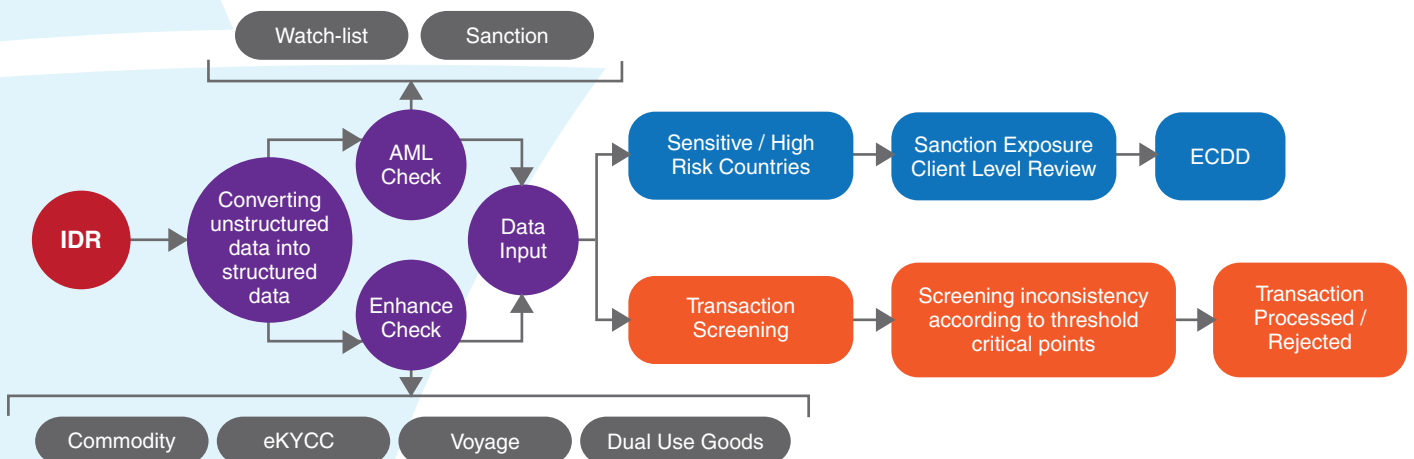 Watch-list
Sanction
AML
Check
Sensitive / High
Risk Countries
Sanction Exposure
Client Level Review
ECDD
IDR
Converting
unstructured
data into
structured
data
Data
Input
Enhance
Check
Transaction
Screening
Screening inconsistency
according to threshold
critical points
Transaction
Processed /
Rejected
Commodity
eKYCC
Voyage
Dual Use Goods